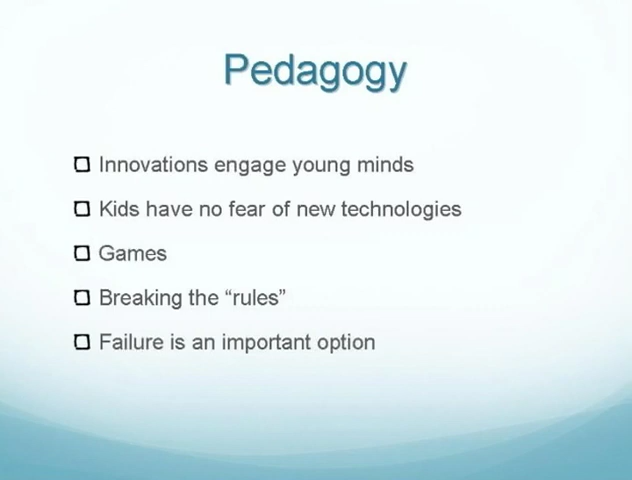 Pedagogy
Innovations engage young minds
Kids have no fear of new technologies
Games
Breaking the “rules”
Failure is an important option